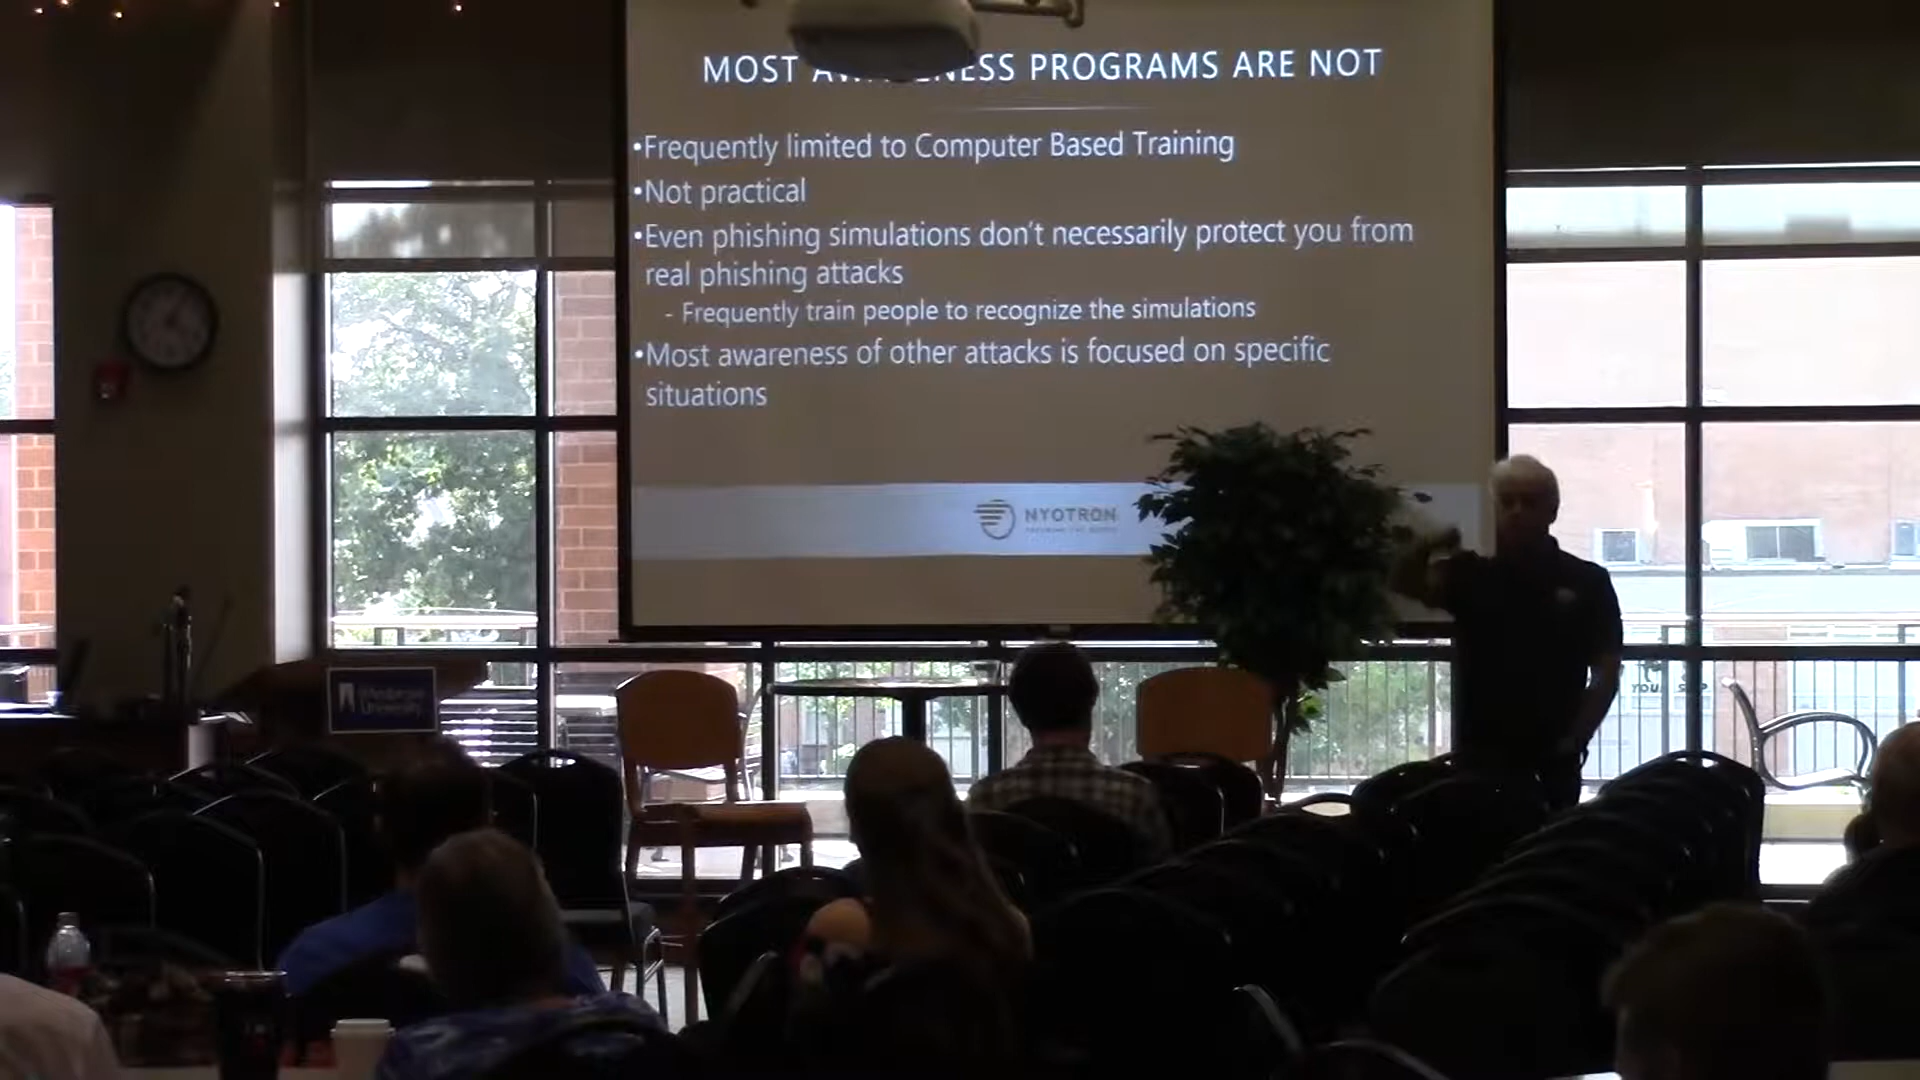 MOST AWARENESS PROGRAMS ARE NOT
•Frequently limited to Computer Based Training
•Not practical
•Even phishing simulations don't necessarily protect you from
real phishing attacks
- Frequently train people to recognize the simulations
•Most awareness of other attacks is focused on specific
situations
NYOTRON
University